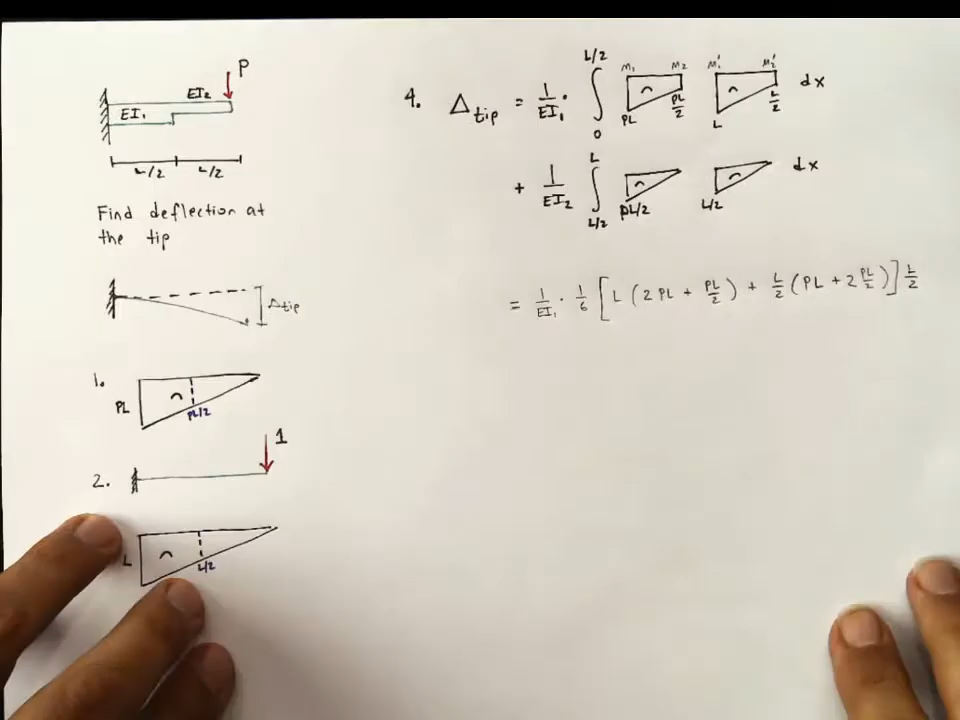 P
EI₂
EI₁
L/2 L/2
Find deflection at
the tip
Δtip
1.
PL
PL/2
1
2.
L
L/2
4. Δtip = 1/EI₁ · ∫₀^(L/2) M₁ M₂ PL PL/2 M₁' M₂' L L/2 dx
+ 1/EI₂ ∫_(L/2)^L PL/2 L/2 dx
= 1/EI₁ · 1/6 [L (2PL + PL/2) + L/2 (PL + 2 PL/2)] L/2